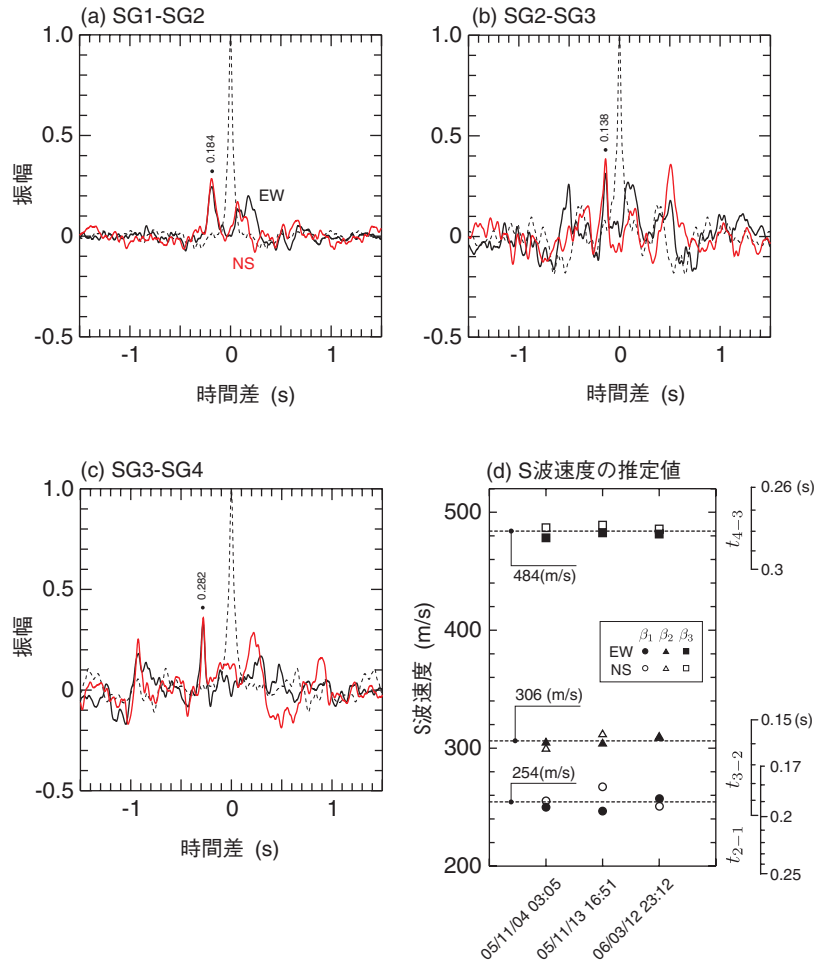 (a) SG1-SG2
1.0
0.5
0
-0.5
振幅
0.184
EW
NS
-1 0 1
時間差 (s)
(b) SG2-SG3
1.0
0.5
0
-0.5
0.138
-1 0 1
時間差 (s)
(c) SG3-SG4
1.0
0.5
0
-0.5
振幅
0.282
-1 0 1
時間差 (s)
(d) S波速度の推定値
500
400
300
200
S波速度 (m/s)
484(m/s)
β1 β2 β3
EW
NS
306 (m/s)
254(m/s)
05/11/04 03:05
05/11/13 16:51
06/03/12 23:12
0.26 (s)
t4−3
0.3
0.15 (s)
t3−2
0.17
0.2
t2−1
0.25